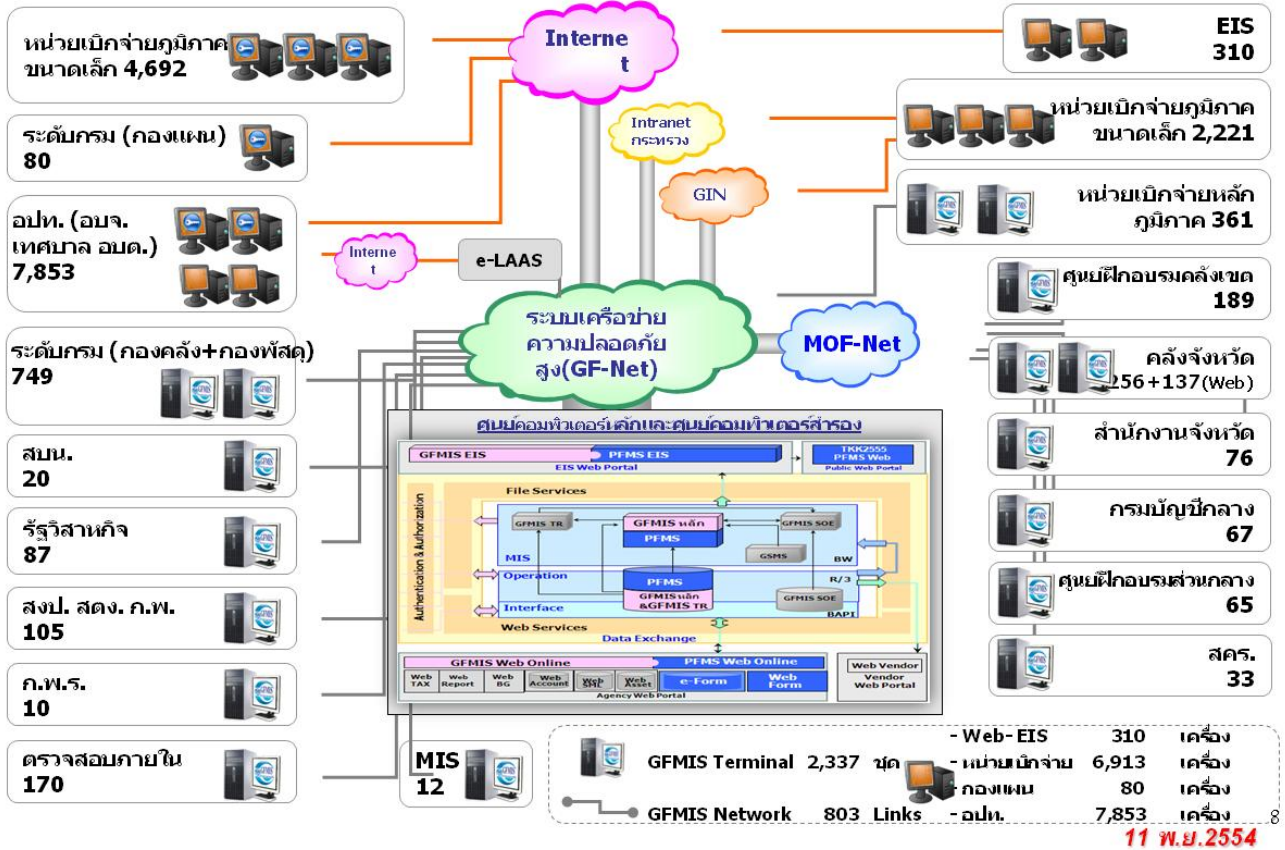 หน่วยเบิกจ่ายภูมิภาค
ขนาดเล็ก 4,692
Interne
t
EIS
310
ระดับกรม (กองแผน)
80
Intranet
กระทรวง
หน่วยเบิกจ่ายภูมิภาค
ขนาดเล็ก 2,221
GIN
หน่วยเบิกจ่ายหลัก
ภูมิภาค 361
อปท. (อบจ.
เทศบาล อบต.)
7,853
Interne
t
e-LAAS
ศูนย์ฝึกอบรมคลังเขต
189
ระบบเครือข่าย
ความปลอดภัย
สูง(GF-Net)
MOF-Net
ระดับกรม (กองคลัง+กองพัสดุ)
749
คลังจังหวัด
256+137(Web)
ศูนย์คอมพิวเตอร์หลักและศูนย์คอมพิวเตอร์สำรอง
สบน.
20
สำนักงานจังหวัด
76
GFMIS EIS
PFMS EIS
EIS Web Portal
TKK2555
PFMS Web
Public Web Portal
รัฐวิสาหกิจ
87
กรมบัญชีกลาง
67
Authentication & Authorization
File Services
GFMIS TR
GFMIS หลัก
PFMS
GFMIS SOE
GSMS
MIS
BW
Operation
PFMS
R/3
GFMIS หลัก
&GFMIS TR
GFMIS SOE
Interface
BAPI
Web Services
Data Exchange
สงป. สตง. ก.พ.
105
ศูนย์ฝึกอบรมส่วนกลาง
65
GFMIS Web Online
PFMS Web Online
Web TAX
Web Report
Web BG
Web Account
Web SME
Web Asset
e-Form
Web Form
Agency Web Portal
Web Vendor
Vendor
Web Portal
ก.พ.ร.
10
สคร.
33
ตรวจสอบภายใน
170
MIS
12
GFMIS Terminal 2,337 ชุด
GFMIS Network 803 Links
- Web- EIS 310 เครื่อง
- หน่วยเบิกจ่าย 6,913 เครื่อง
- กองแผน 80 เครื่อง
- อปท. 7,853 เครื่อง
8
11 พ.ย.2554